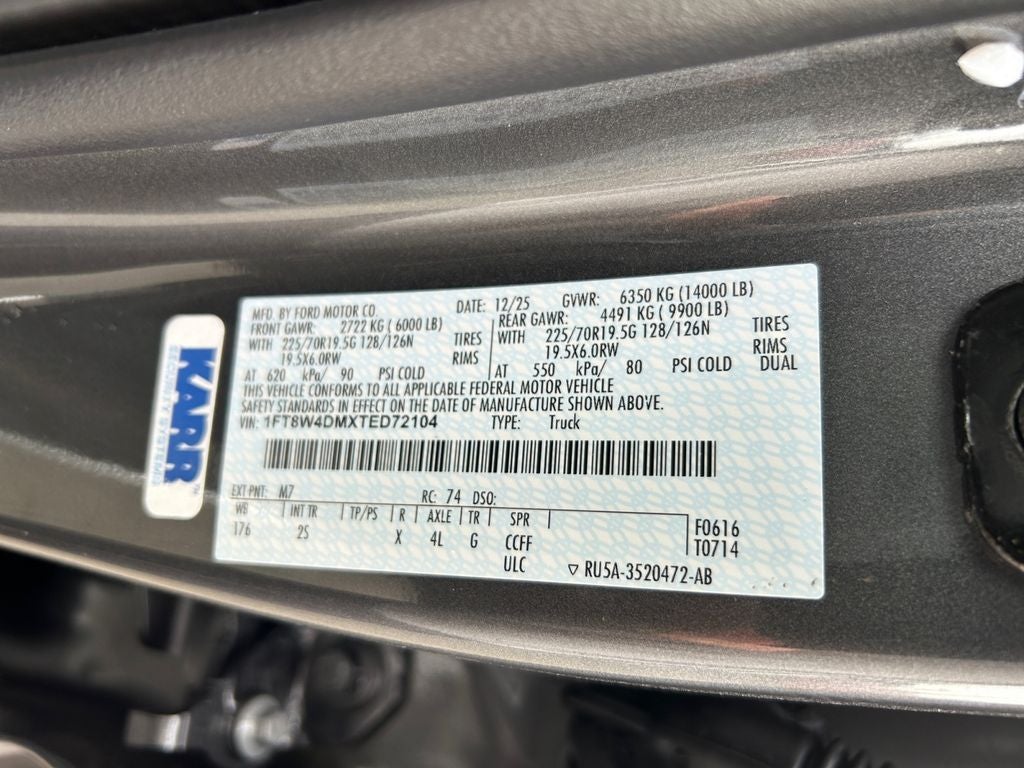 MFD. BY FORD MOTOR CO. DATE: 12/25 GVWR: 6350 KG (14000 LB)
FRONT GAWR: 2722 KG ( 6000 LB) REAR GAWR: 4491 KG ( 9900 LB)
WITH 225/70R19.5G 128/126N TIRES WITH 225/70R19.5G 128/126N TIRES
19.5X6.0RW RIMS 19.5X6.0RW RIMS
AT 620 kPa/ 90 PSI COLD AT 550 kPa/ 80 PSI COLD DUAL
THIS VEHICLE CONFORMS TO ALL APPLICABLE FEDERAL MOTOR VEHICLE
SAFETY STANDARDS IN EFFECT ON THE DATE OF MANUFACTURE SHOWN ABOVE.
VIN: 1FT8W4DMXTED72104 TYPE: Truck
EXT PNT: M7 RC: 74 DSO:
WB INT TR TP/PS R AXLE TR SPR F0616
176 2S X 4L G CCFF T0714
ULC ▽ RU5A-3520472-AB
KARR™
SECURITY SYSTEMS